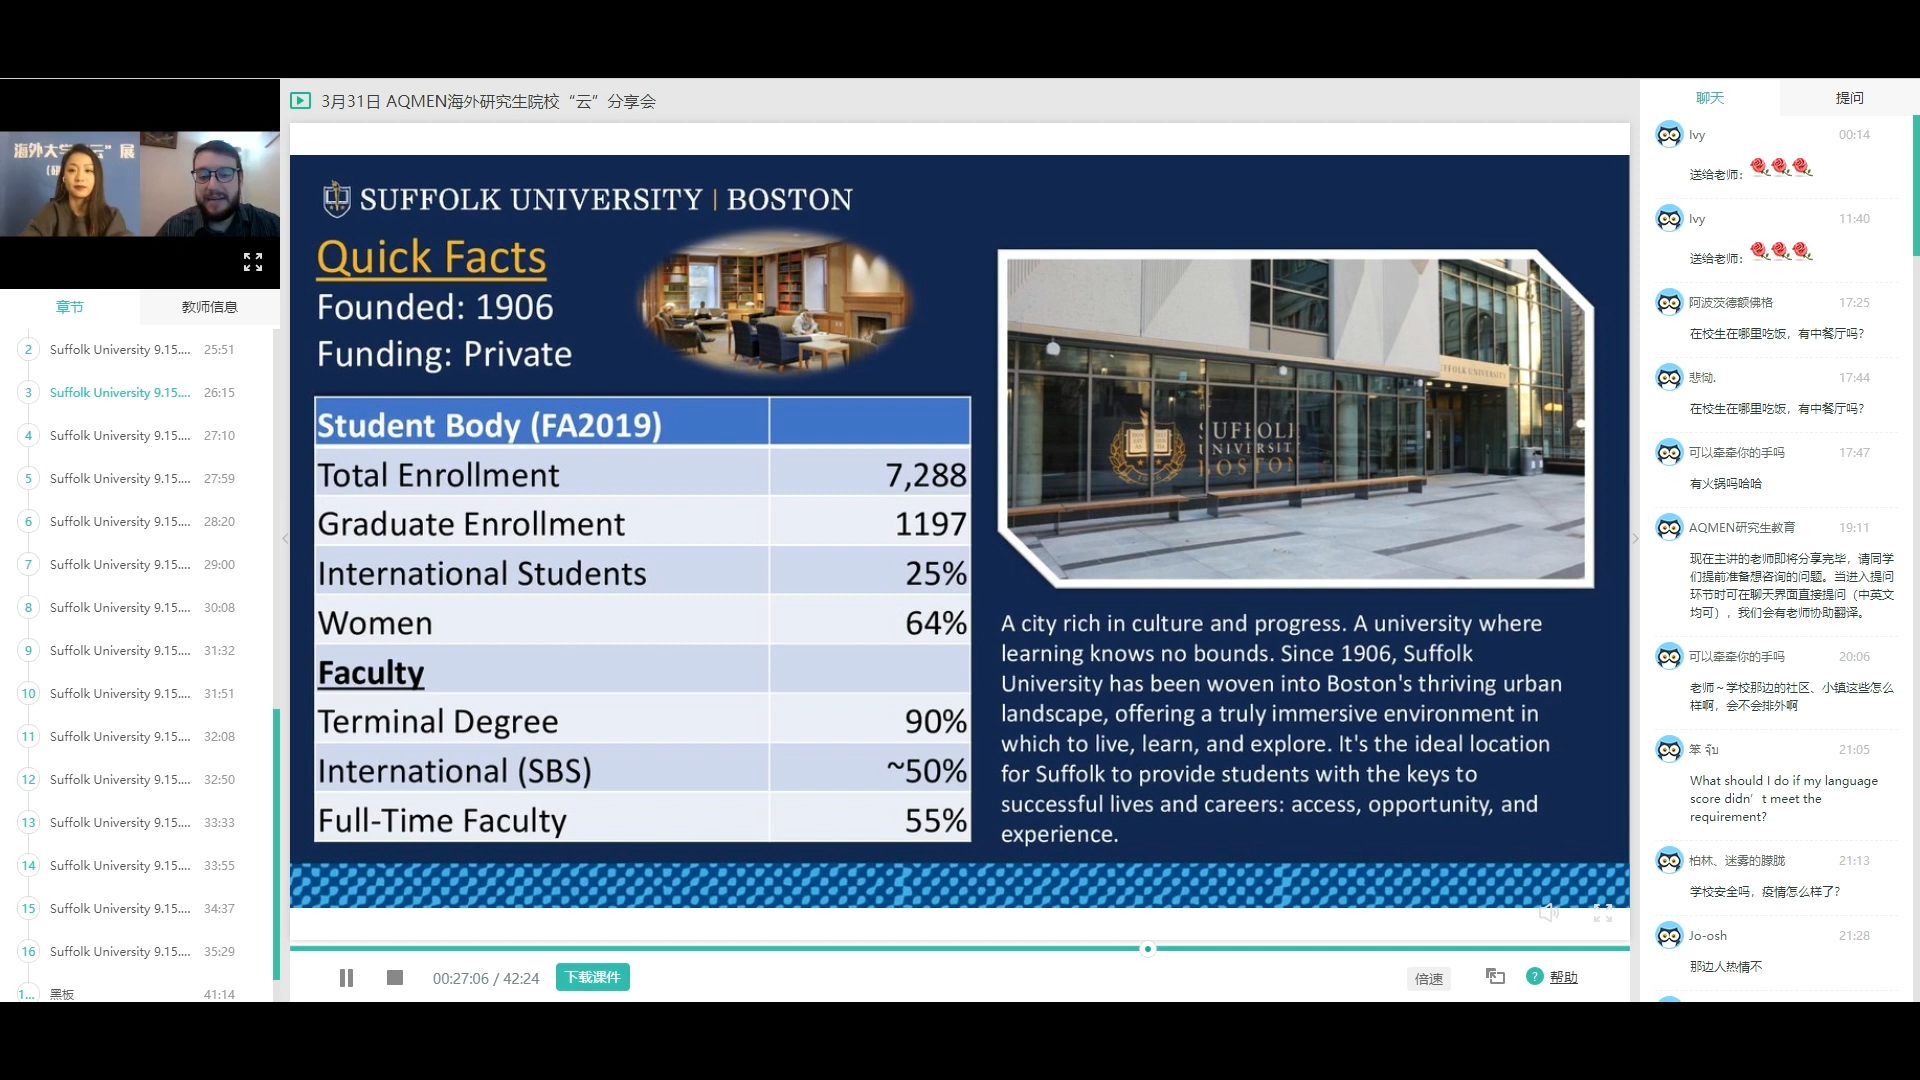 3月31日 AQMEN海外研究生院校“云”分享会
海外大学“云”展
章节
教师信息
2 Suffolk University 9.15.... 25:51
3 Suffolk University 9.15.... 26:15
4 Suffolk University 9.15.... 27:10
5 Suffolk University 9.15.... 27:59
6 Suffolk University 9.15.... 28:20
7 Suffolk University 9.15.... 29:00
8 Suffolk University 9.15.... 30:08
9 Suffolk University 9.15.... 31:32
10 Suffolk University 9.15.... 31:51
11 Suffolk University 9.15.... 32:08
12 Suffolk University 9.15.... 32:50
13 Suffolk University 9.15.... 33:33
14 Suffolk University 9.15.... 33:55
15 Suffolk University 9.15.... 34:37
16 Suffolk University 9.15.... 35:29
1... 黑板 41:14
SUFFOLK UNIVERSITY | BOSTON
Quick Facts
Founded: 1906
Funding: Private
Student Body (FA2019)
Total Enrollment 7,288
Graduate Enrollment 1197
International Students 25%
Women 64%
Faculty
Terminal Degree 90%
International (SBS) ~50%
Full-Time Faculty 55%
SUFFOLK UNIVERSITY
SUFFOLK
UNIVERSITY
BOSTON
A city rich in culture and progress. A university where
learning knows no bounds. Since 1906, Suffolk
University has been woven into Boston's thriving urban
landscape, offering a truly immersive environment in
which to live, learn, and explore. It's the ideal location
for Suffolk to provide students with the keys to
successful lives and careers: access, opportunity, and
experience.
00:27:06 / 42:24
下载课件
倍速
? 帮助
聊天
提问
Ivy 00:14
送给老师:
Ivy 11:40
送给老师:
阿波茨德额佛格 17:25
在校生在哪里吃饭，有中餐厅吗?
悲恸. 17:44
在校生在哪里吃饭，有中餐厅吗?
可以牵牵你的手吗 17:47
有火锅吗哈哈
AQMEN研究生教育 19:11
现在主讲的老师即将分享完毕，请同学
们提前准备想咨询的问题。当进入提问
环节时可在聊天界面直接提问（中英文
均可），我们会有老师协助翻译。
可以牵牵你的手吗 20:06
老师～学校那边的社区、小镇这些怎么
样啊，会不会排外啊
笨 21:05
What should I do if my language
score didn’t meet the
requirement?
柏林、迷雾的朦胧 21:13
学校安全吗，疫情怎么样了?
Jo-osh 21:28
那边人热情不